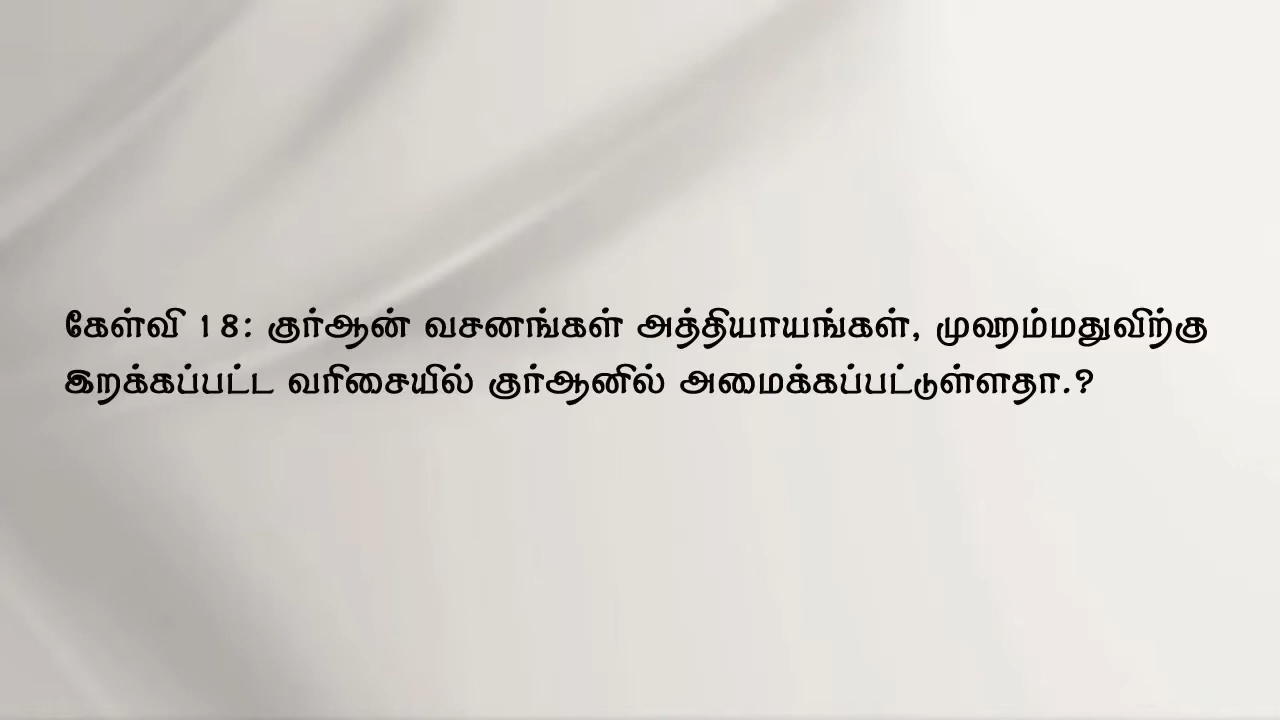 கேள்வி 18: குர்ஆன் வசனங்கள் அத்தியாயங்கள், முஹம்மதுவிற்கு
இறக்கப்பட்ட வரிசையில் குர்ஆனில் அமைக்கப்பட்டுள்ளதா.?